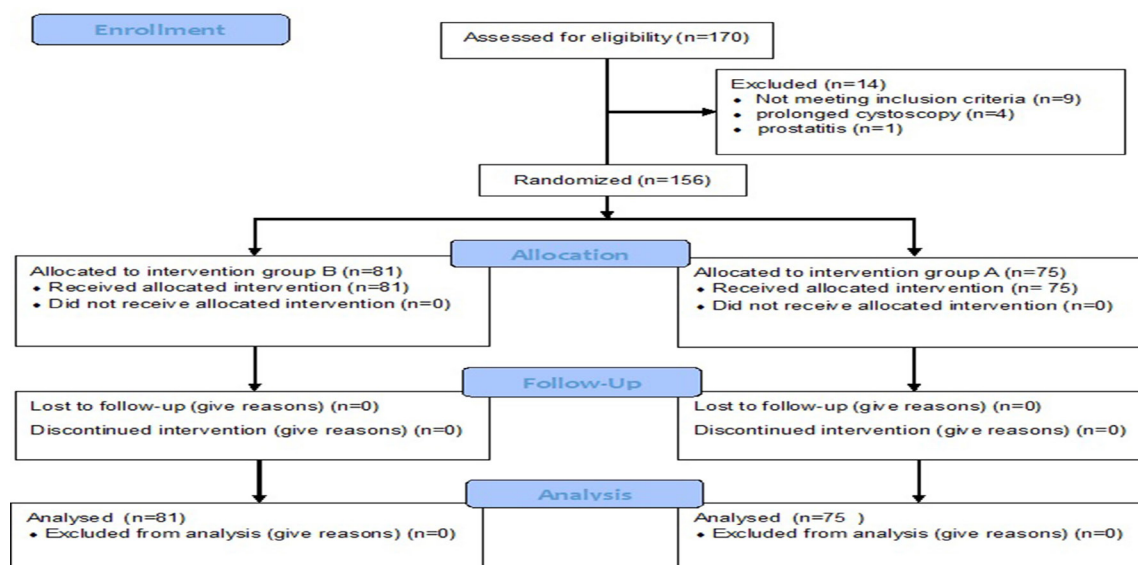 Enrollment
Assessed for eligibility (n=170)
Excluded (n=14)
• Not meeting inclusion criteria (n=9)
• prolonged cystoscopy (n=4)
• prostatitis (n=1)
Randomized (n=156)
Allocation
Allocated to intervention group B (n=81)
• Received allocated intervention (n=81)
• Did not receive allocated intervention (n=0)
Allocated to intervention group A (n=75)
• Received allocated intervention (n= 75)
• Did not receive allocated intervention (n=0)
Follow-Up
Lost to follow-up (give reasons) (n=0)
Discontinued intervention (give reasons) (n=0)
Lost to follow-up (give reasons) (n=0)
Discontinued intervention (give reasons) (n=0)
Analysis
Analysed (n=81)
• Excluded from analysis (give reasons) (n=0)
Analysed (n=75 )
• Excluded from analysis (give reasons) (n=0)